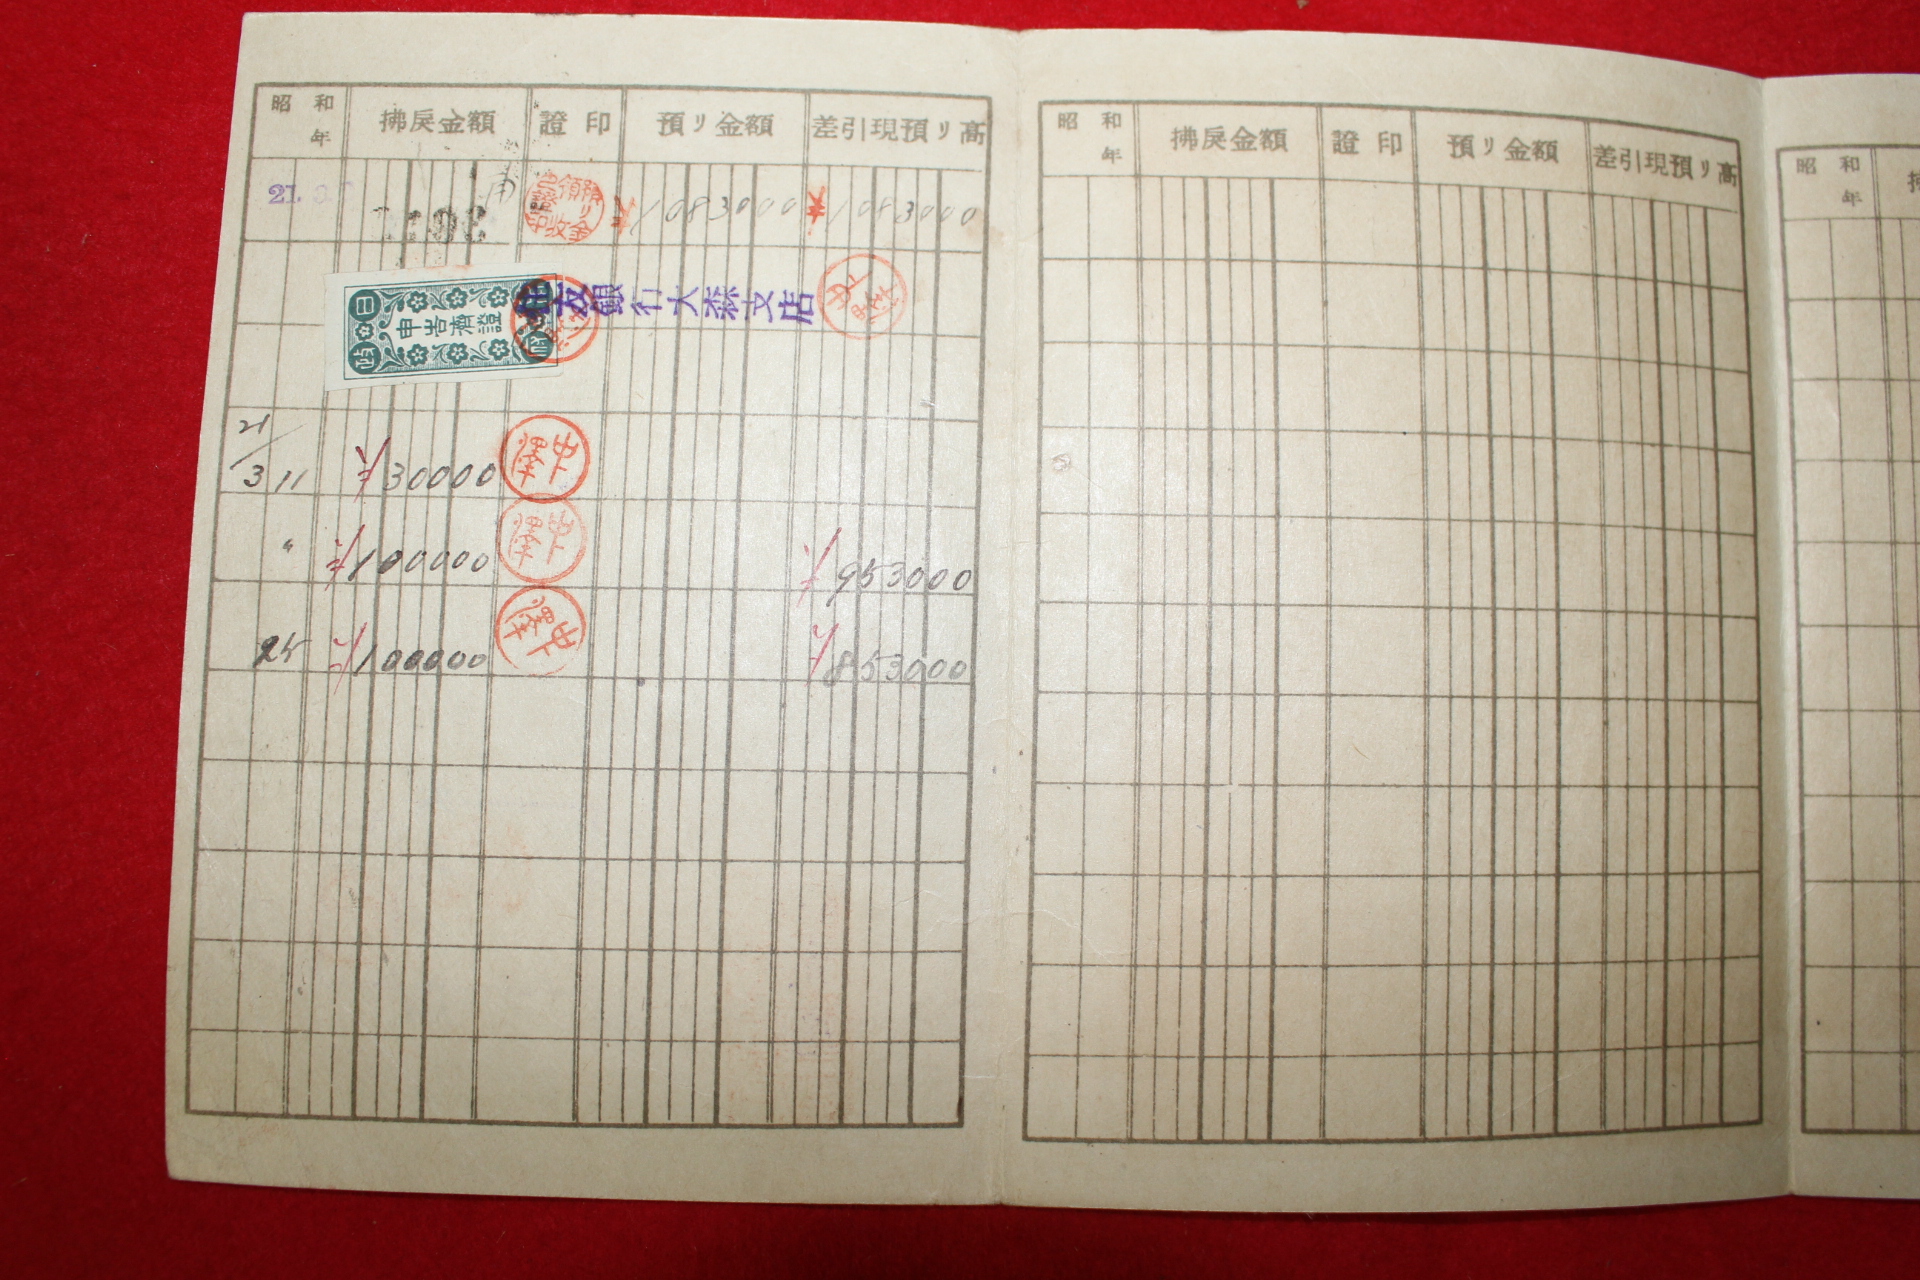 昭和年 拂戻金額 證印 預リ金額 差引現預リ高
21. 3. 預リ金領收之證印 ¥1083000 ¥1083000
申告濟證
住友銀行大森支店
21/3 11 ¥30000 中澤
〃 ¥100000 中澤 ¥953000
25 ¥100000 中澤 ¥853000
昭和年 拂戻金額 證印 預リ金額 差引現預リ高
昭和年